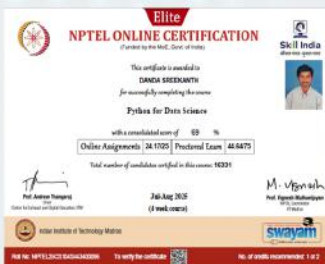 Elite
NPTEL ONLINE CERTIFICATION
(Funded by the MoE, Govt. of India)
Skill India
This certificate is awarded to
DANDA SREEKANTH
for successfully completing the course
Python for Data Science
with a consolidated score of 69 %
Online Assignments 24.17/25 Proctored Exam 44.64/75
Total number of candidates certified in this course: 16331
Prof. Andrew Thangaraj
Jul-Aug 2025
(4 week course)
Indian Institute of Technology Madras
swayam
Roll No:
To verify the certificate
No. of credits recommended: 1 or 2